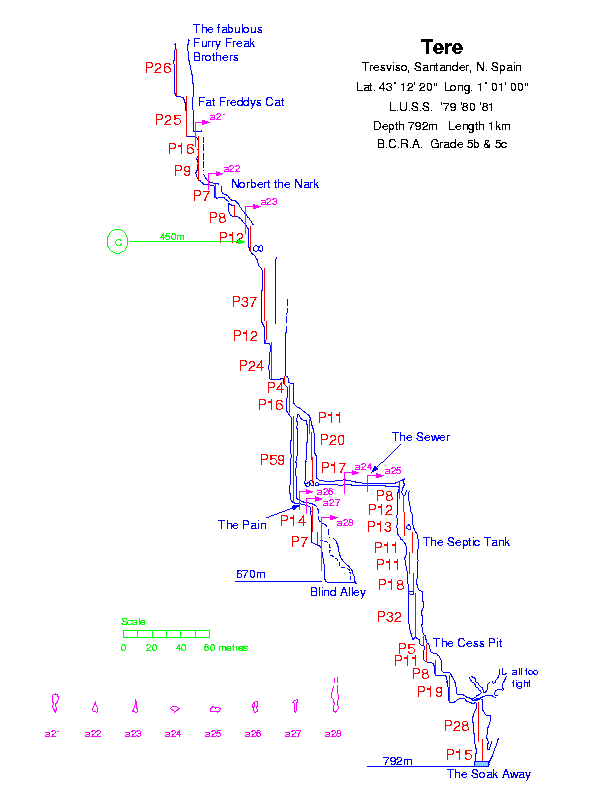 The fabulous
Furry Freak
Brothers
Tere
Tresviso, Santander, N. Spain
Lat. 43° 12' 20" Long. 1° 01' 00"
L.U.S.S. '79 '80 '81
Depth 792m Length 1km
B.C.R.A. Grade 5b & 5c
P26
Fat Freddys Cat
P25
a21
P16
P9
a22
Norbert the Nark
P7
a23
P8
C
450m
P12
P37
P12
P24
P4
P16
P11
P20
The Sewer
P59
P17
a24
a25
P8
a26
a27
P12
The Pain
P14
a28
P13
P7
The Septic Tank
P11
P11
670m
P18
Blind Alley
P32
Scale
0 20 40 60 metres
The Cess Pit
P5
P11
P8
all too
tight
P19
P28
a21 a22 a23 a24 a25 a26 a27 a28
P15
792m
The Soak Away